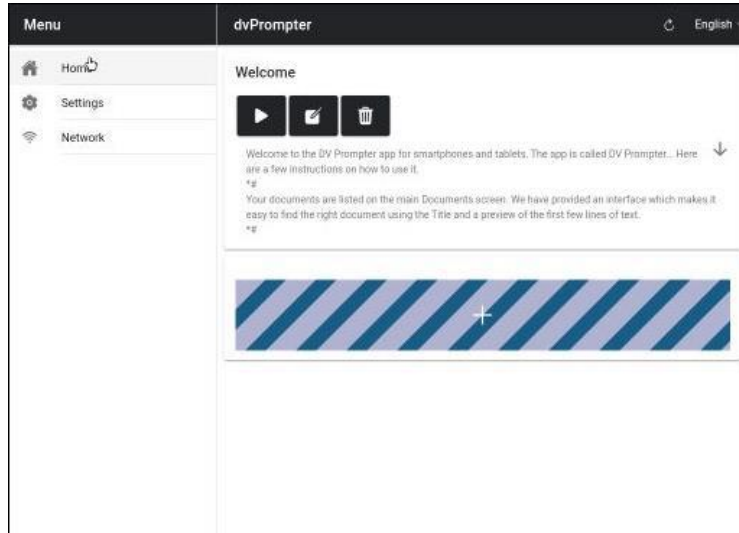 Menu
dvPrompter
English
Home
Settings
Network
Welcome
Welcome to the DV Prompter app for smartphones and tablets. The app is called DV Prompter... Here
are a few instructions on how to use it.
*#
Your documents are listed on the main Documents screen. We have provided an interface which makes it
easy to find the right document using the Title and a preview of the first few lines of text.
*#